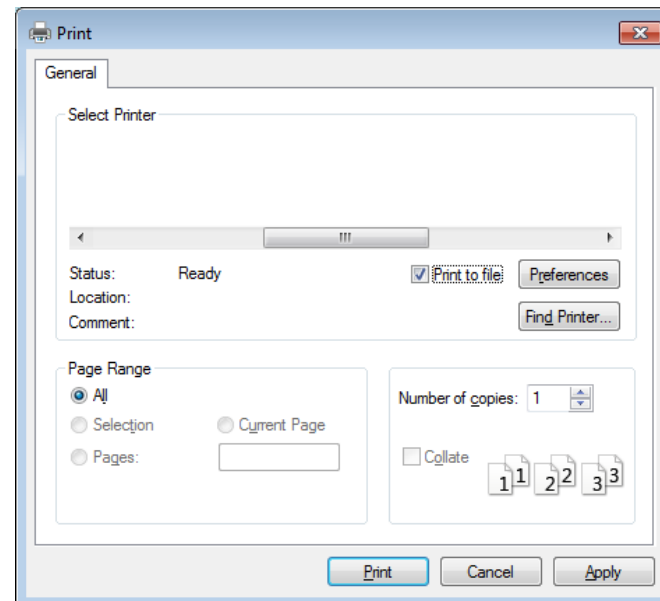 Print
General
Select Printer
Status: Ready
Print to file
Preferences
Location:
Comment:
Find Printer...
Page Range
All
Selection
Current Page
Pages:
Number of copies: 1
Collate
1 1 2 2 3 3
Print
Cancel
Apply